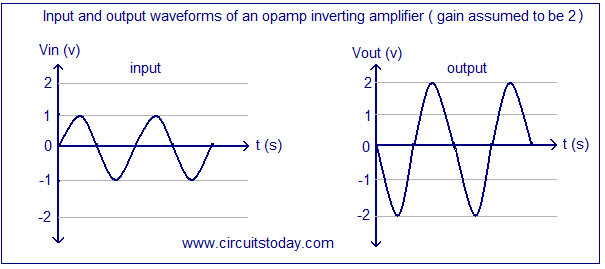 Input and output waveforms of an opamp inverting amplifier ( gain assumed to be 2 )
Vin (v)
input
2
1
0
-1
-2
t (s)
Vout (v)
output
2
1
0
-1
-2
t (s)
www.circuitstoday.com